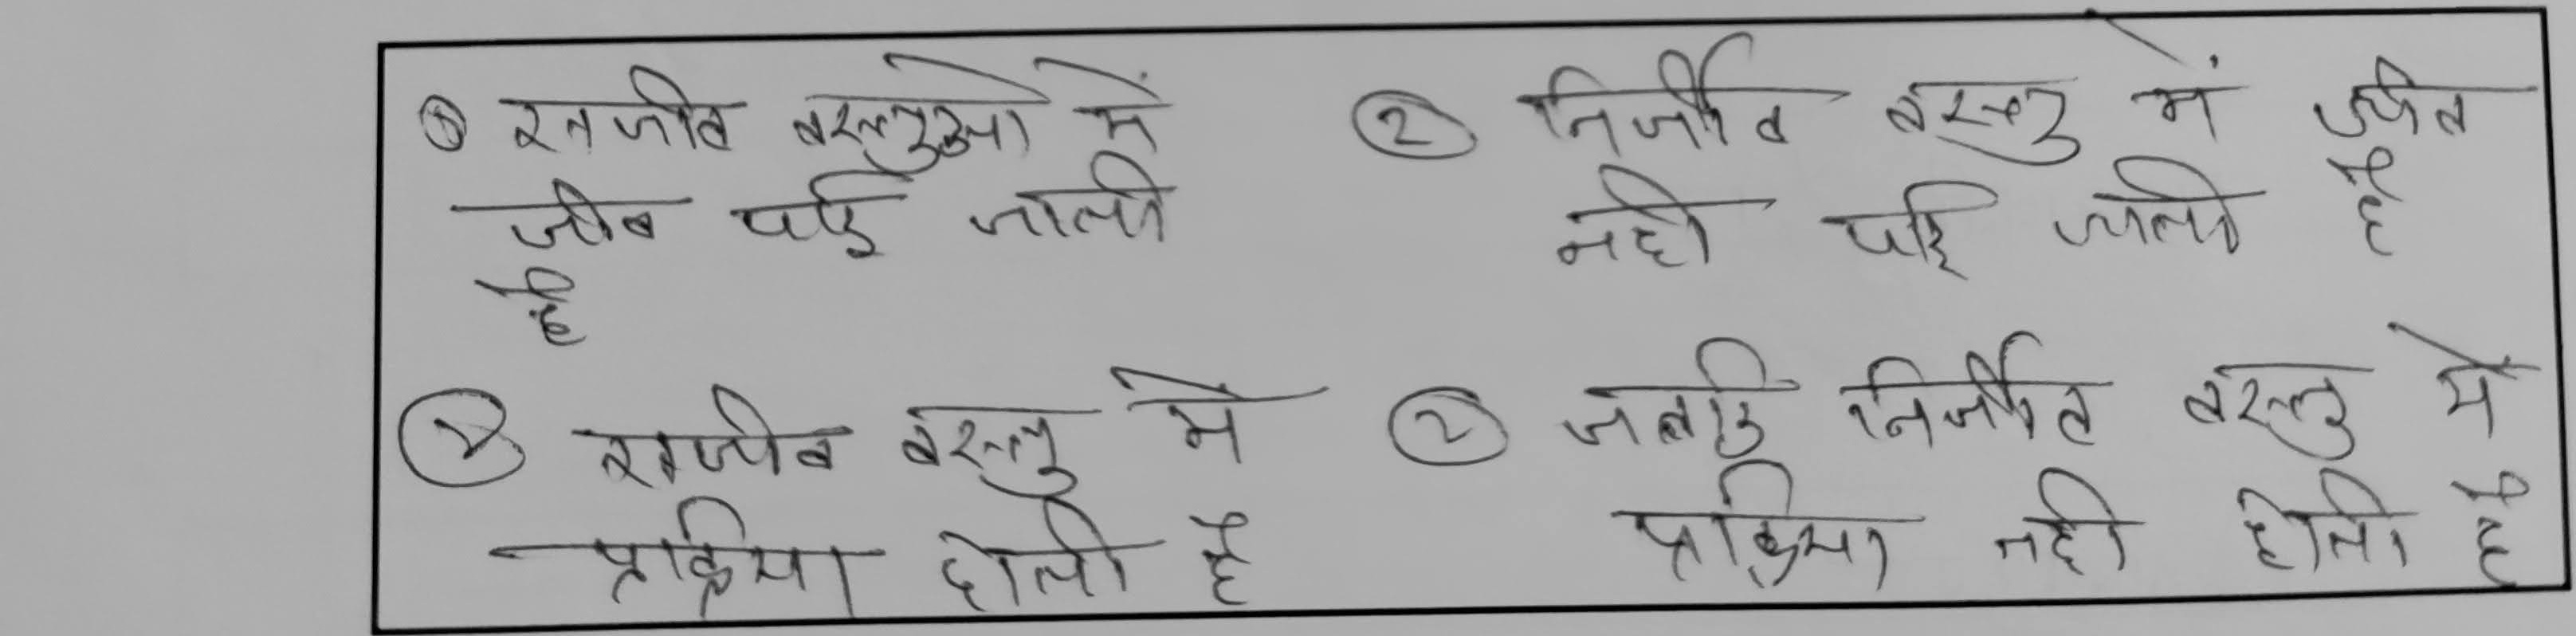 ① सजीव वस्तुओ में
जीव पाई जाती
है
② निर्जीव वस्तु में जीव
नही पाई जाती है
② सजीव वस्तु मे
प्रक्रिया होती है
② जबकि निर्जीव वस्तु मे
प्रक्रिया नही होती है